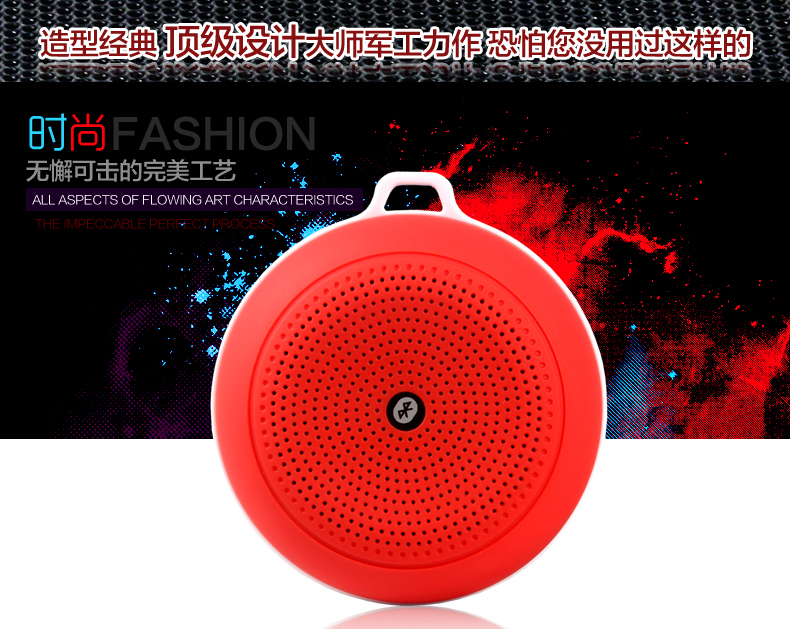 造型经典 顶级设计大师军工力作 恐怕您没用过这样的
时尚FASHION
无懈可击的完美工艺
ALL ASPECTS OF FLOWING ART CHARACTERISTICS
THE IMPECCABLE PERFECT PROCESS